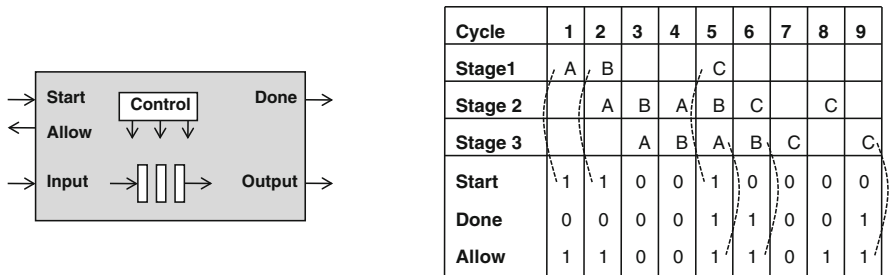 Start
Control
Done
Allow
Input
Output
Cycle 1 2 3 4 5 6 7 8 9
Stage1 A B C
Stage 2 A B A B C C
Stage 3 A B A B C C
Start 1 1 0 0 1 0 0 0 0
Done 0 0 0 0 1 1 0 0 1
Allow 1 1 0 0 1 1 0 1 1